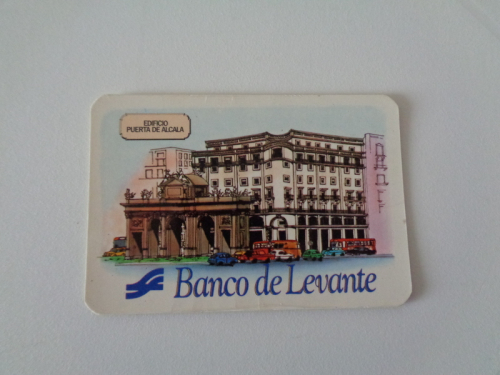 EDIFICIO
PUERTA DE ALCALA
Banco de Levante